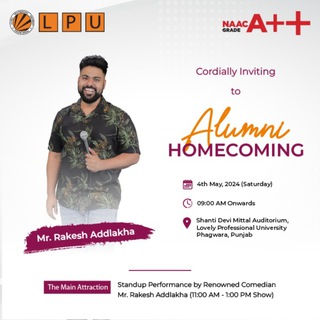 LPU
NAAC
GRADE A++
Cordially Inviting
to
Alumni
HOMECOMING
4th May, 2024 (Saturday)
09:00 AM Onwards
Shanti Devi Mittal Auditorium,
Lovely Professional University
Phagwara, Punjab
Mr. Rakesh Addlakha
The Main Attraction
Standup Performance by Renowned Comedian
Mr. Rakesh Addlakha (11:00 AM - 1:00 PM Show)